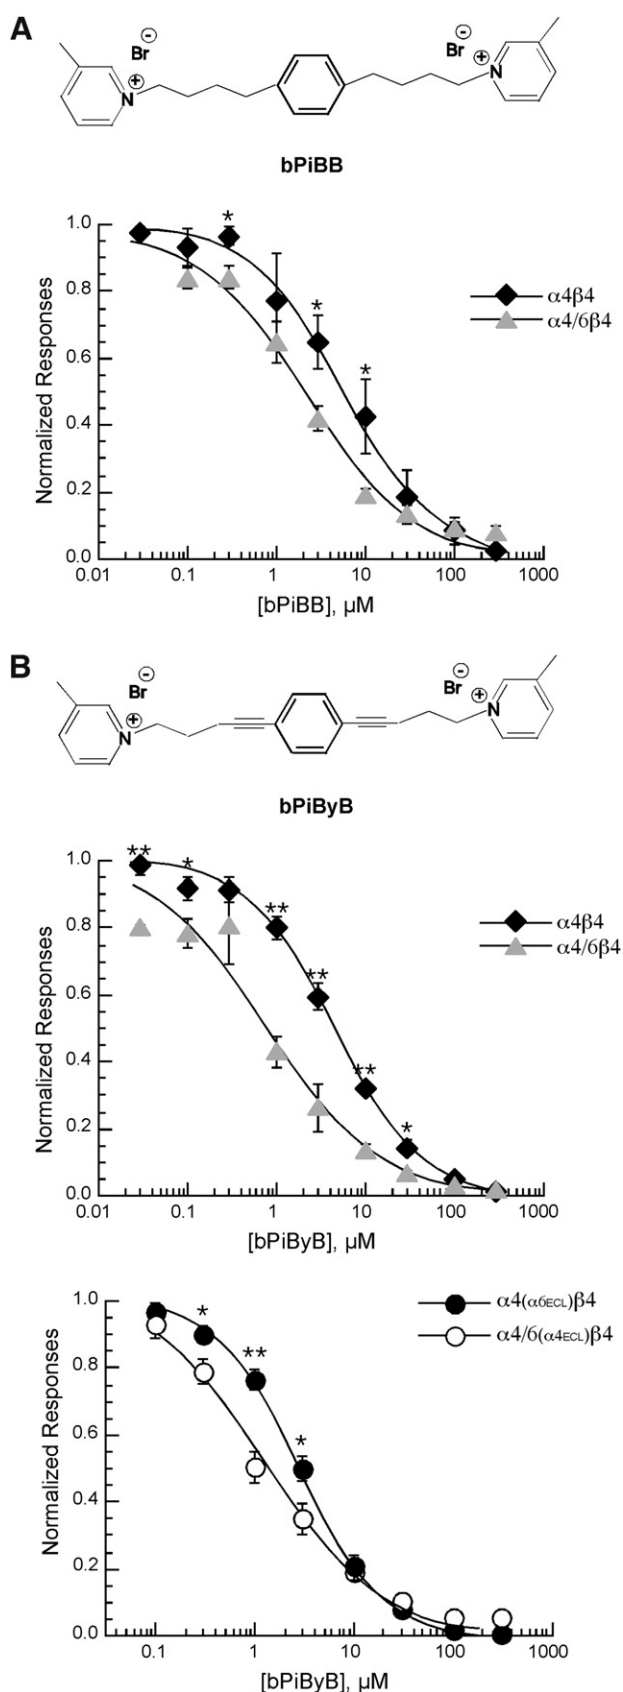 A
Br ⊖
Br ⊖
N ⊕
N ⊕
bPiBB
*
*
*
1.0
0.8
0.6
0.4
0.2
0.0
Normalized Responses
α4β4
α4/6β4
0.01 0.1 1 10 100 1000
[bPiBB], µM
B
Br ⊖
Br ⊖
N ⊕
N ⊕
bPiByB
** *
**
**
**
*
1.0
0.8
0.6
0.4
0.2
0.0
Normalized Responses
α4β4
α4/6β4
0.01 0.1 1 10 100 1000
[bPiByB], µM
*
**
*
1.0
0.8
0.6
0.4
0.2
0.0
Normalized Responses
α4(α6ECL)β4
α4/6(α4ECL)β4
0.1 1 10 100 1000
[bPiByB], µM